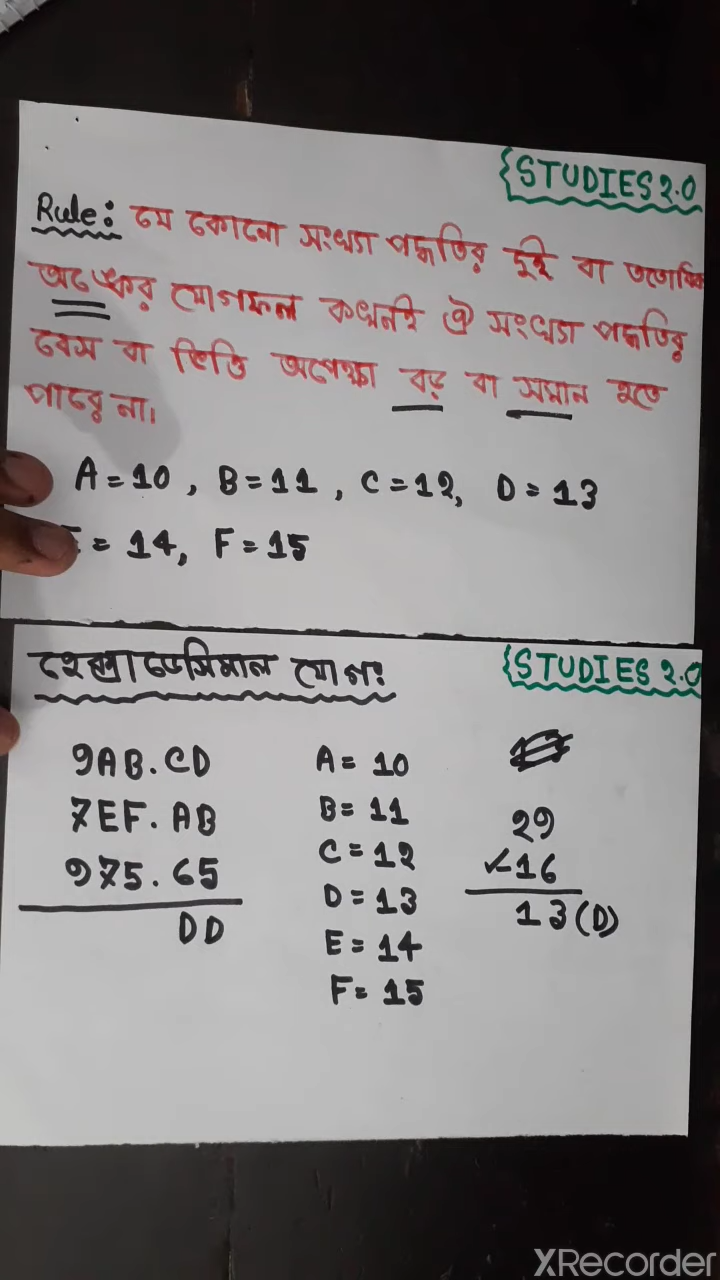 {STUDIES 2.0
Rule: যে কোনো সংখ্যা পদ্ধতির দুই বা ততোধিক
অঙ্কের যোগফল কখনই ঐ সংখ্যা পদ্ধতির
বেস বা ভিত্তি অপেক্ষা বড় বা সমান হতে
পারবে না।
A = 10 , B = 11 , C = 12, D = 13
= 14, F = 15
হেক্সাডেসিমাল যোগঃ
{STUDIES 2.0
9AB.CD
7EF.AB
975.65
DD
A = 10
B = 11
C = 12
D = 13
E = 14
F = 15
29
-16
13(D)
XRecorder